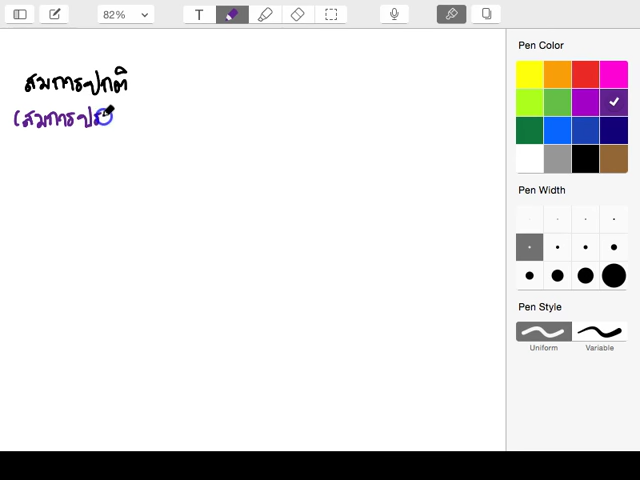 82%
T
สมการปกติ
(สมการปร
Pen Color
Pen Width
Pen Style
Uniform Variable